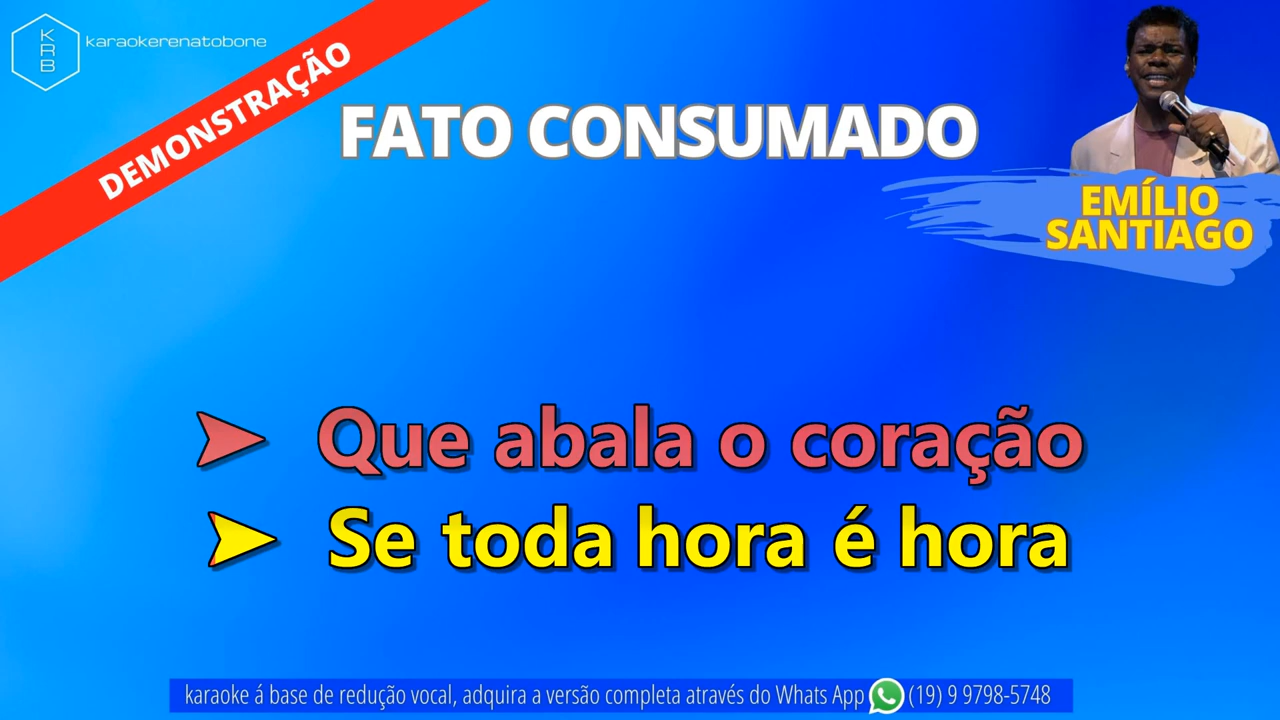 KRB
karaokerenatobone
DEMONSTRAÇÃO
FATO CONSUMADO
EMÍLIO
SANTIAGO
Que abala o coração
Se toda hora é hora
karaoke á base de redução vocal, adquira a versão completa através do Whats App (19) 9 9798-5748